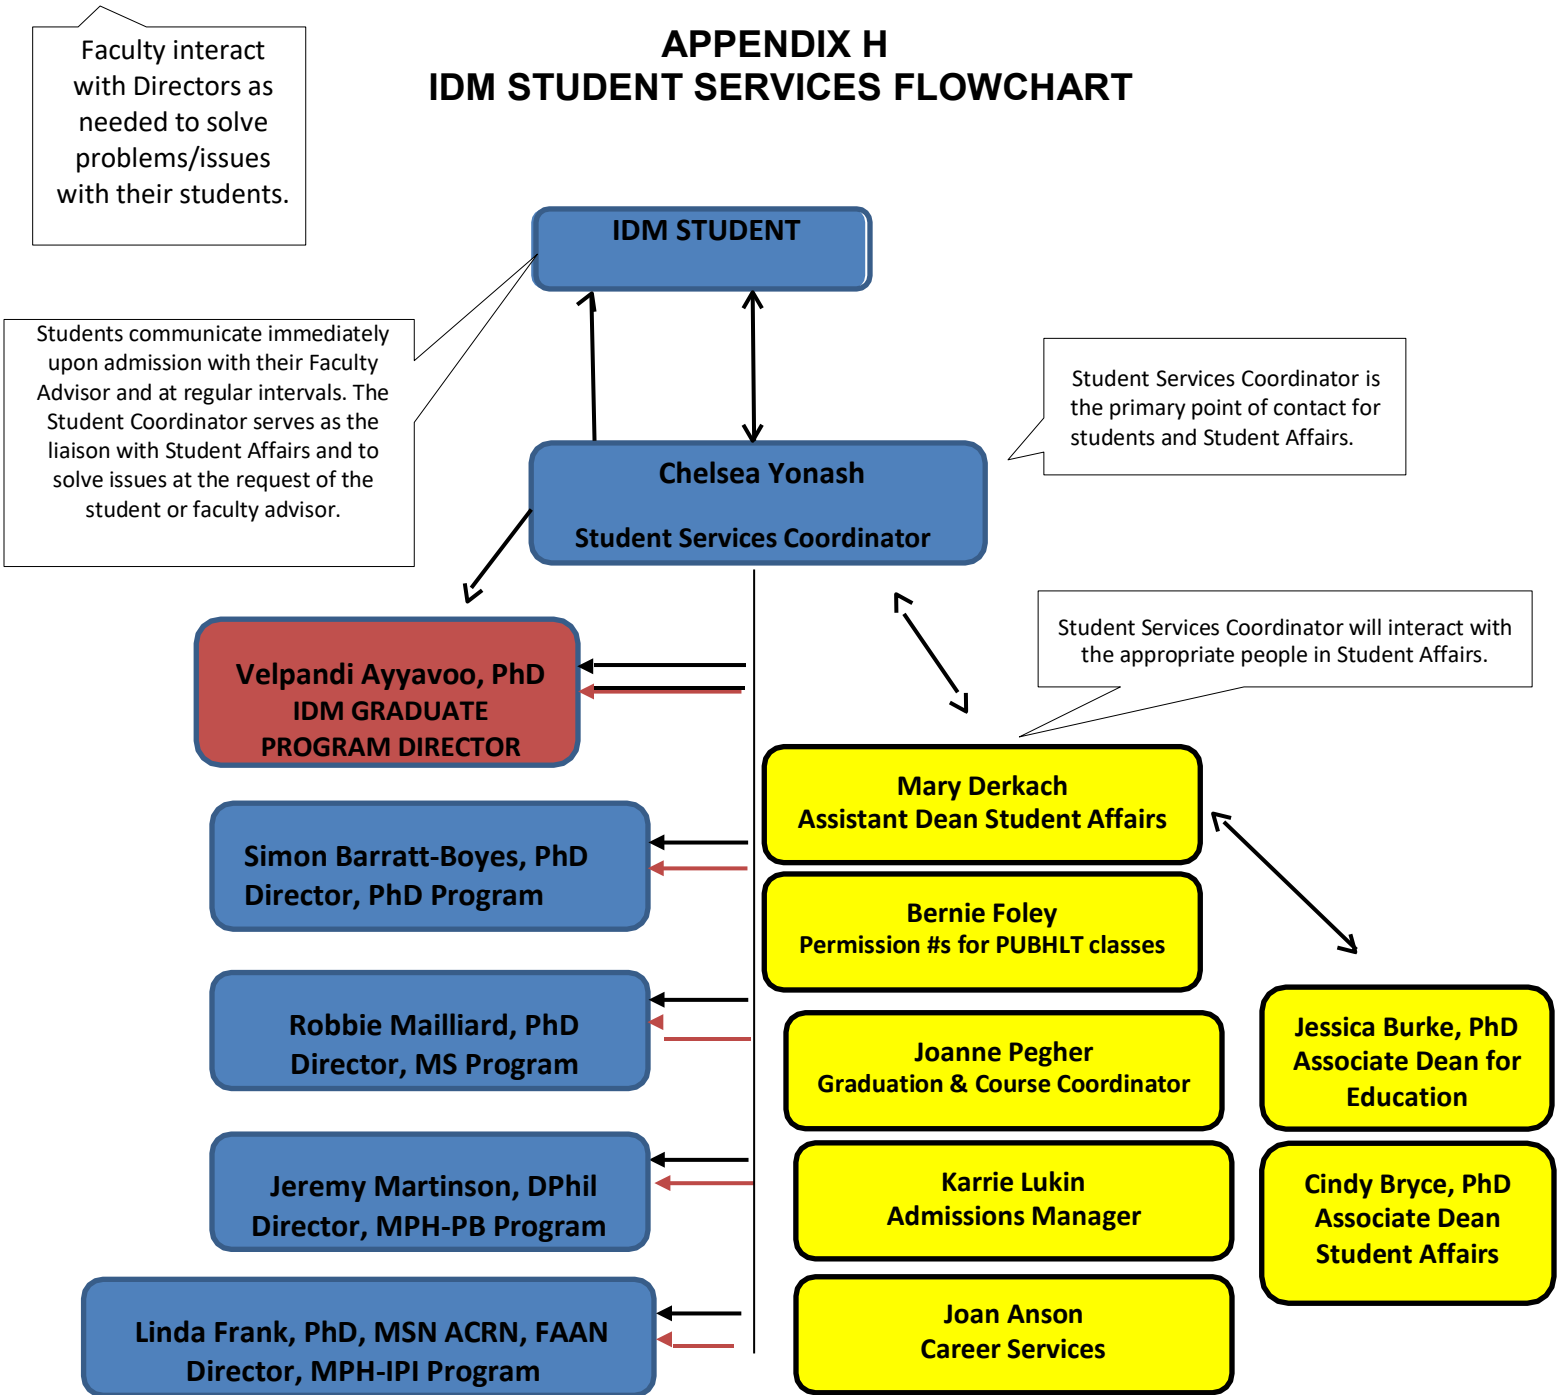 Faculty interact
with Directors as
needed to solve
problems/issues
with their students.
APPENDIX H
IDM STUDENT SERVICES FLOWCHART
IDM STUDENT
Students communicate immediately
upon admission with their Faculty
Advisor and at regular intervals. The
Student Coordinator serves as the
liaison with Student Affairs and to
solve issues at the request of the
student or faculty advisor.
Student Services Coordinator is
the primary point of contact for
students and Student Affairs.
Chelsea Yonash
Student Services Coordinator
Student Services Coordinator will interact with
the appropriate people in Student Affairs.
Velpandi Ayyavoo, PhD
IDM GRADUATE
PROGRAM DIRECTOR
Simon Barratt-Boyes, PhD
Director, PhD Program
Robbie Mailliard, PhD
Director, MS Program
Jeremy Martinson, DPhil
Director, MPH-PB Program
Linda Frank, PhD, MSN ACRN, FAAN
Director, MPH-IPI Program
Mary Derkach
Assistant Dean Student Affairs
Bernie Foley
Permission #s for PUBHLT classes
Joanne Pegher
Graduation & Course Coordinator
Karrie Lukin
Admissions Manager
Joan Anson
Career Services
Jessica Burke, PhD
Associate Dean for
Education
Cindy Bryce, PhD
Associate Dean
Student Affairs